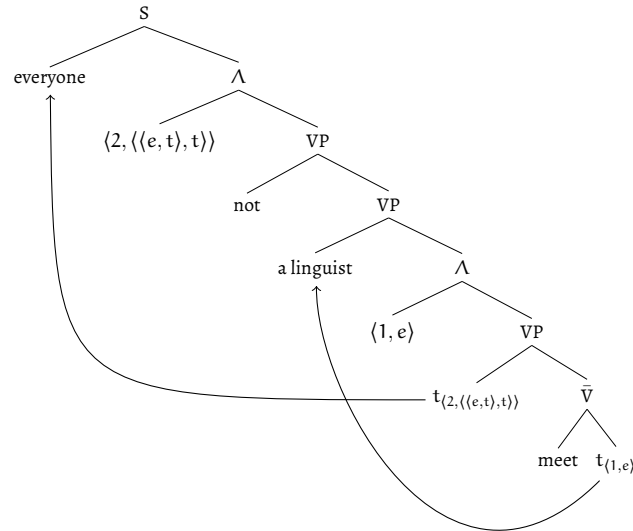 S
everyone Λ
⟨2, ⟨⟨e, t⟩, t⟩⟩ VP
not VP
a linguist Λ
⟨1, e⟩ VP
t⟨2,⟨⟨e,t⟩,t⟩⟩ V̄
meet t⟨1,e⟩